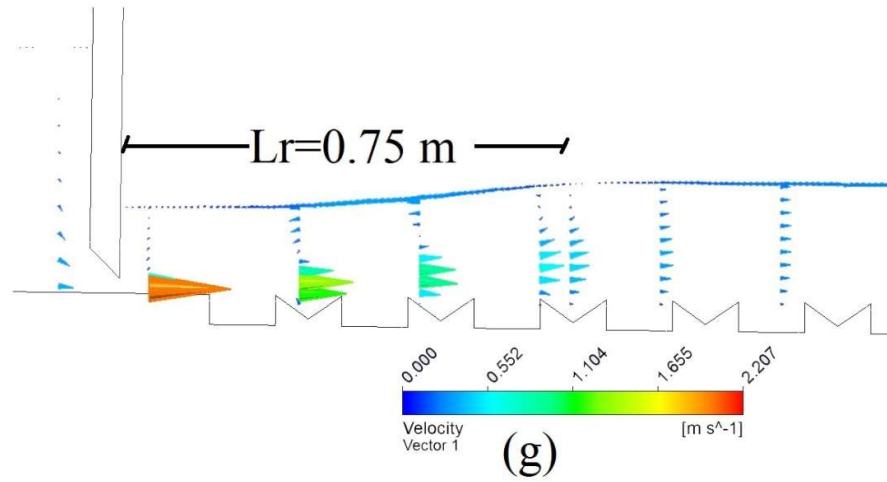 Lr=0.75 m
0.000
0.552
1.104
1.655
2.207
Velocity
Vector 1
[m s^-1]
(g)